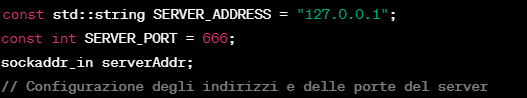 const std::string SERVER_ADDRESS = "127.0.0.1";
const int SERVER_PORT = 666;
sockaddr_in serverAddr;
// Configurazione degli indirizzi e delle porte del server